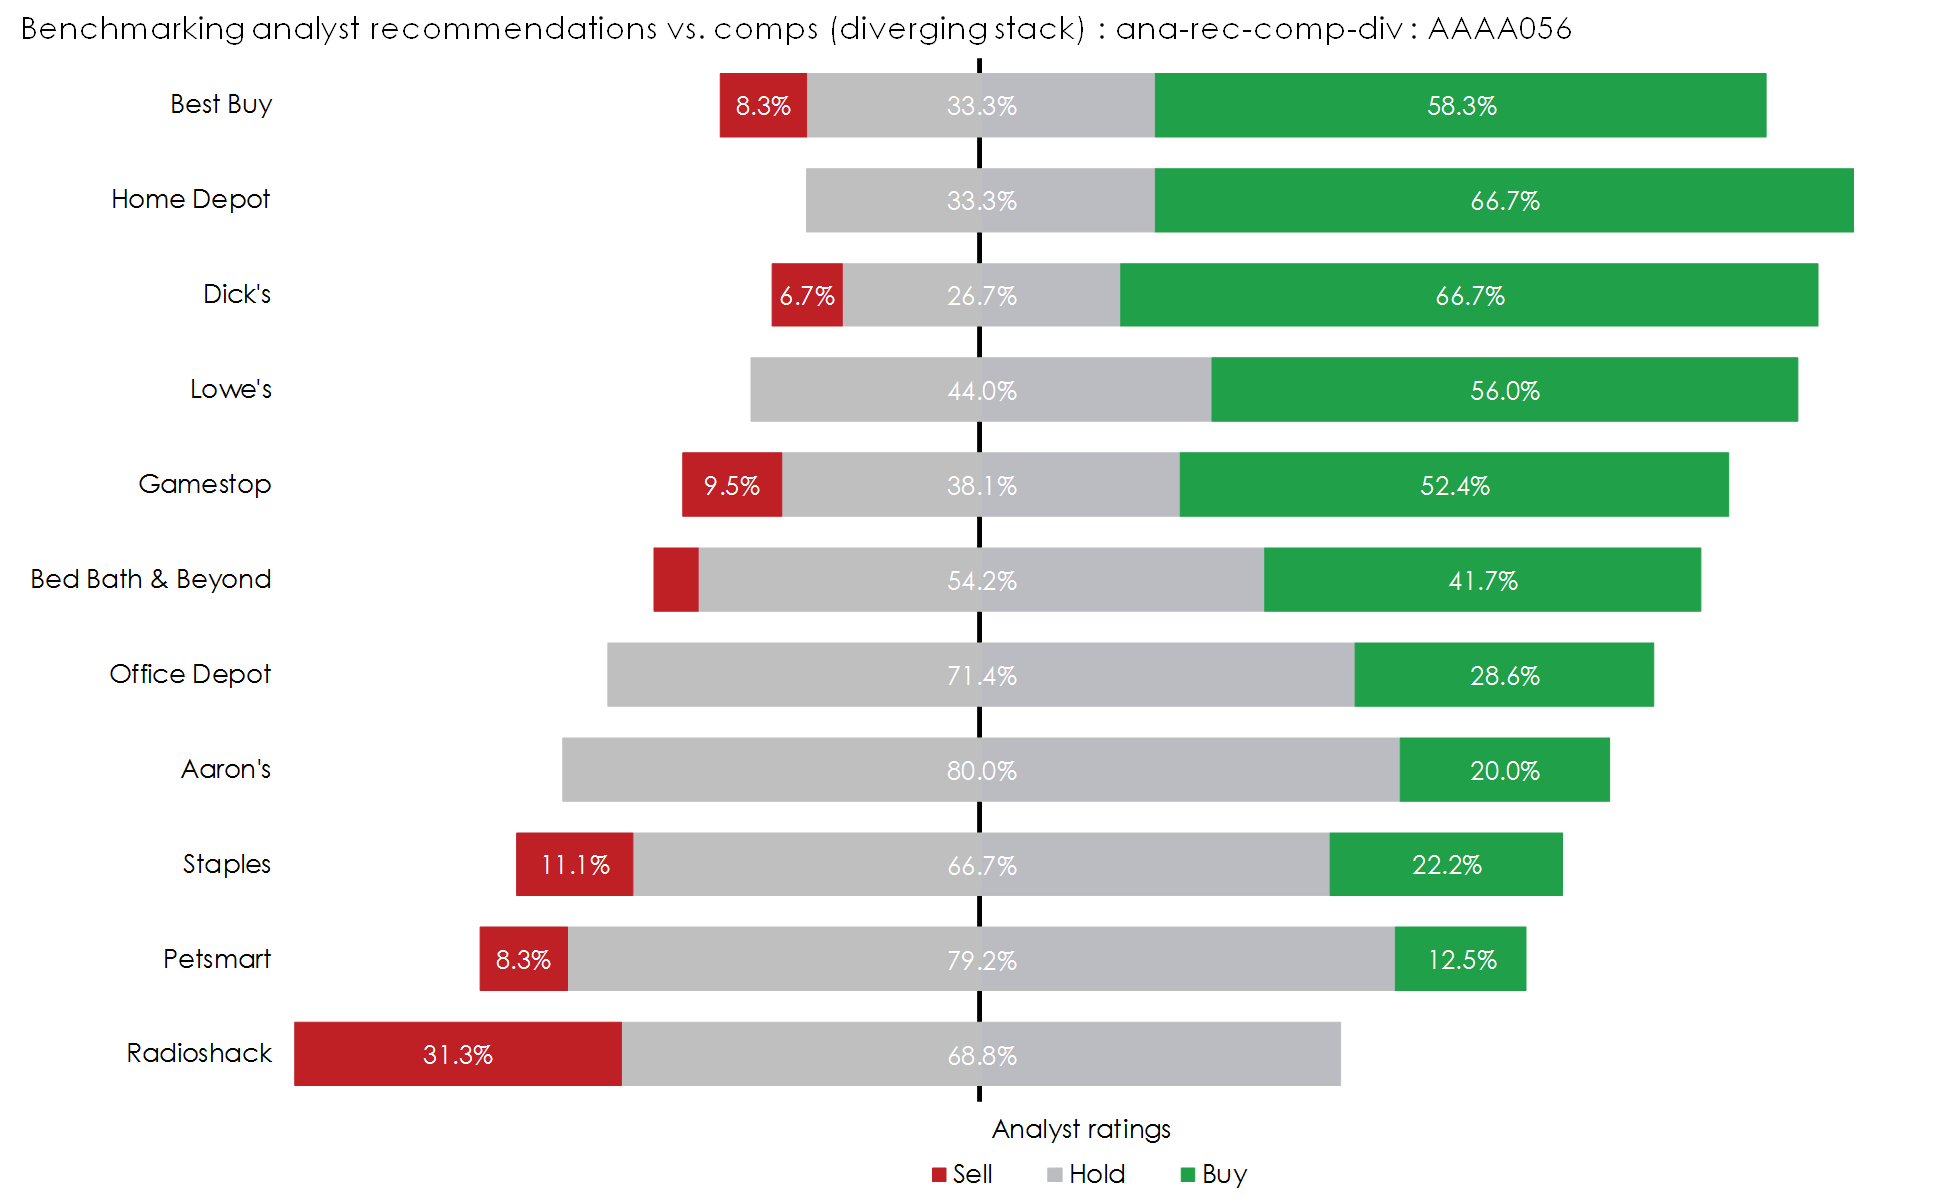 Benchmarking analyst recommendations vs. comps (diverging stack) : ana-rec-comp-div : AAAA056
Best Buy 8.3% 33.3% 58.3%
Home Depot 33.3% 66.7%
Dick's 6.7% 26.7% 66.7%
Lowe's 44.0% 56.0%
Gamestop 9.5% 38.1% 52.4%
Bed Bath & Beyond 54.2% 41.7%
Office Depot 71.4% 28.6%
Aaron's 80.0% 20.0%
Staples 11.1% 66.7% 22.2%
Petsmart 8.3% 79.2% 12.5%
Radioshack 31.3% 68.8%
Analyst ratings
Sell Hold Buy